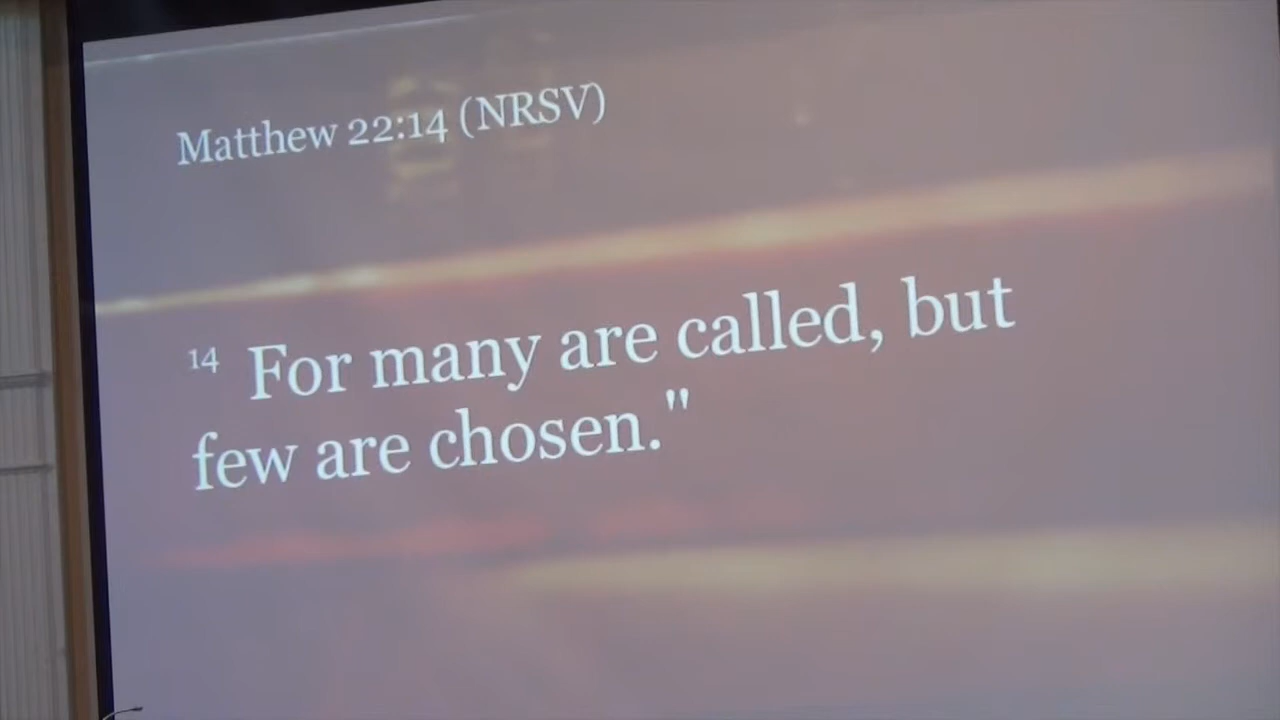 Matthew 22:14 (NRSV)
14 For many are called, but
few are chosen."